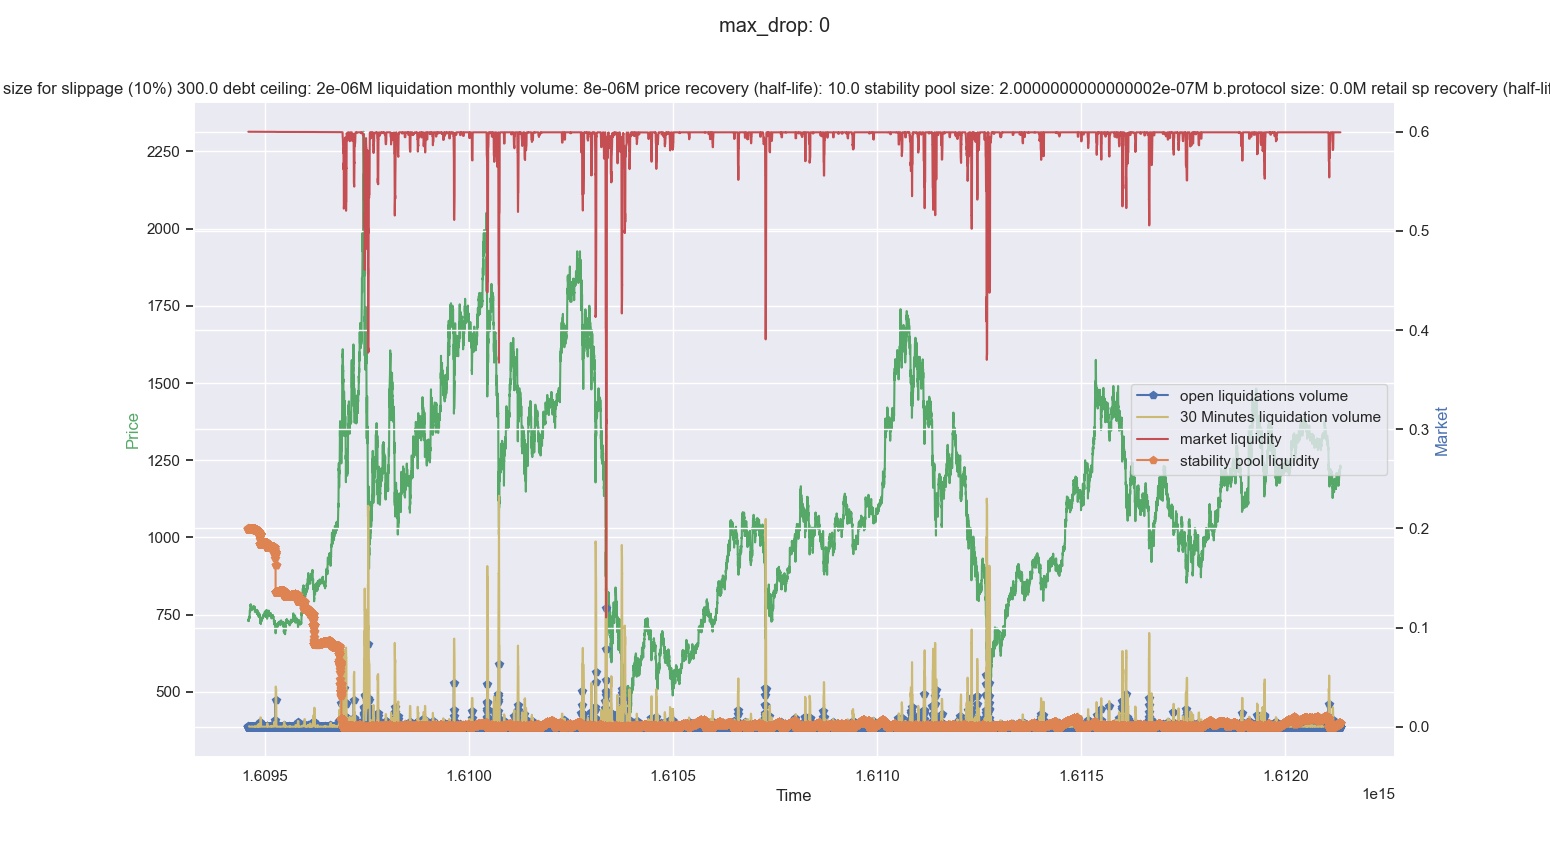 max_drop: 0
size for slippage (10%) 300.0 debt ceiling: 2e-06M liquidation monthly volume: 8e-06M price recovery (half-life): 10.0 stability pool size: 2.0000000000000002e-07M b.protocol size: 0.0M retail sp recovery (half-lif
2250
2000
1750
1500
1250
1000
750
500
Price
0.6
0.5
0.4
0.3
0.2
0.1
0.0
Market
open liquidations volume
30 Minutes liquidation volume
market liquidity
stability pool liquidity
1.6095
1.6100
1.6105
1.6110
1.6115
1.6120
Time
1e15